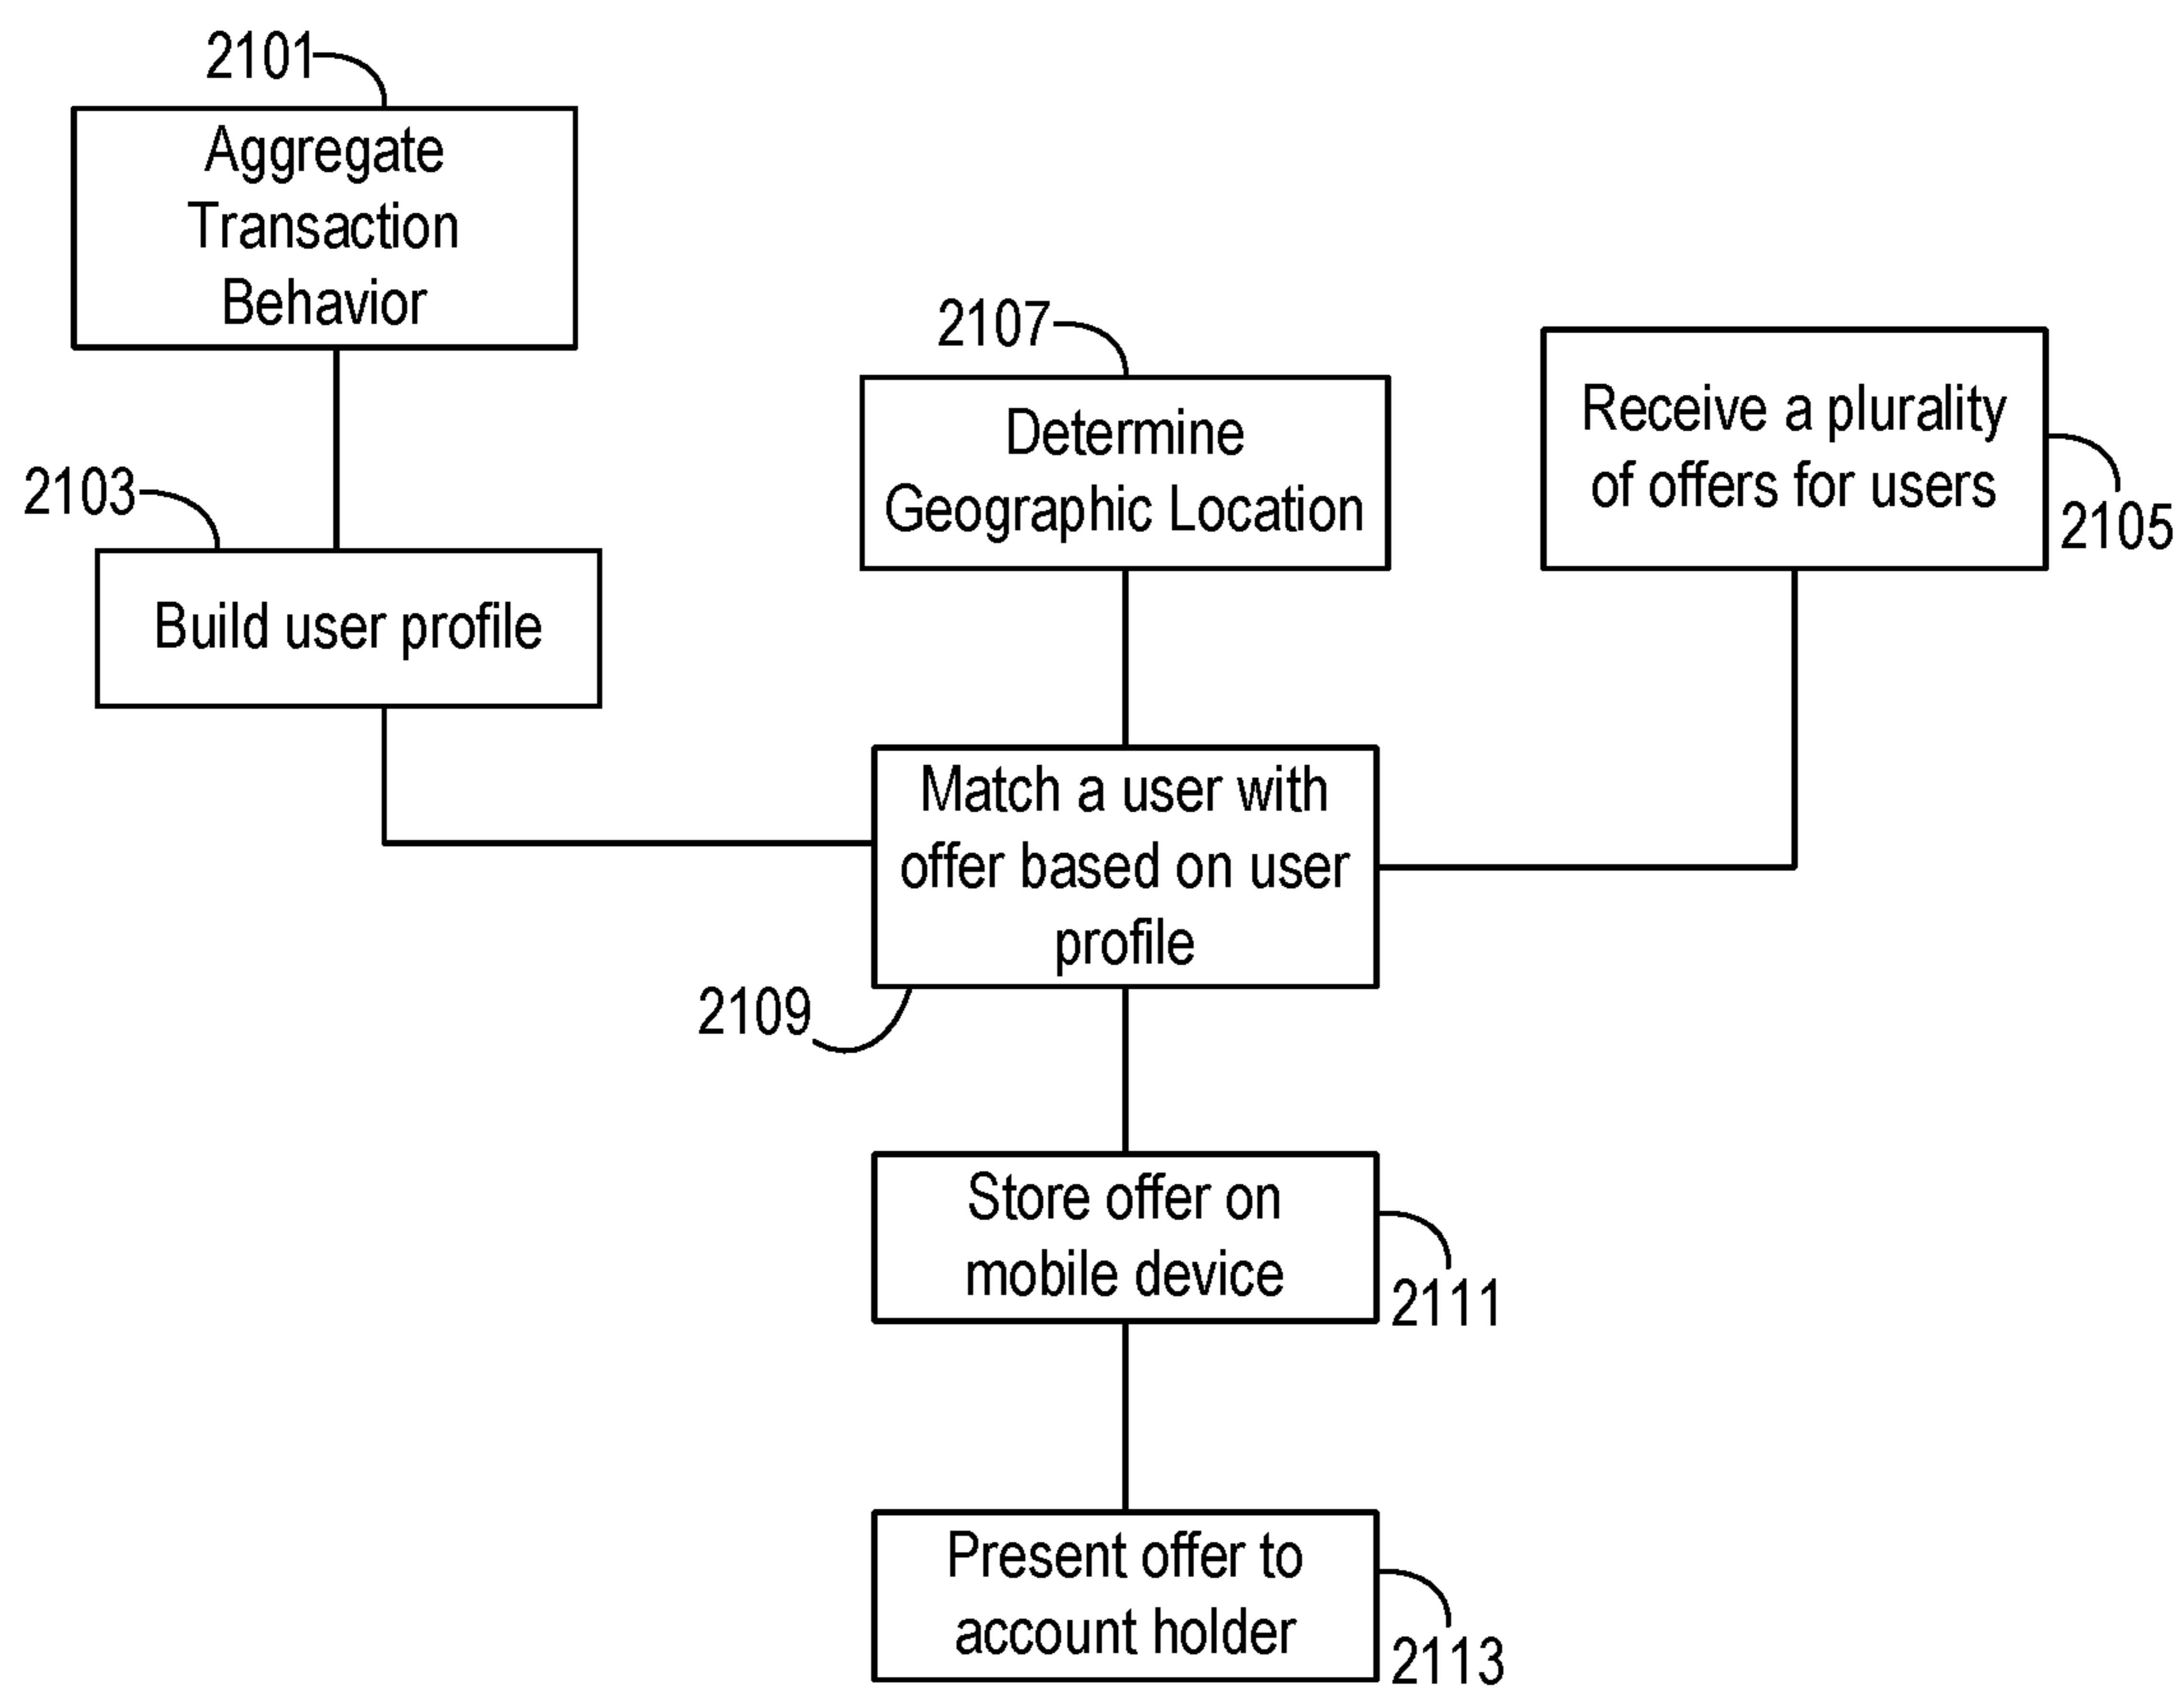 2101
Aggregate
Transaction
Behavior
2103
Build user profile
2107
Determine
Geographic Location
Receive a plurality
of offers for users
2105
Match a user with
offer based on user
profile
2109
Store offer on
mobile device
2111
Present offer to
account holder
2113